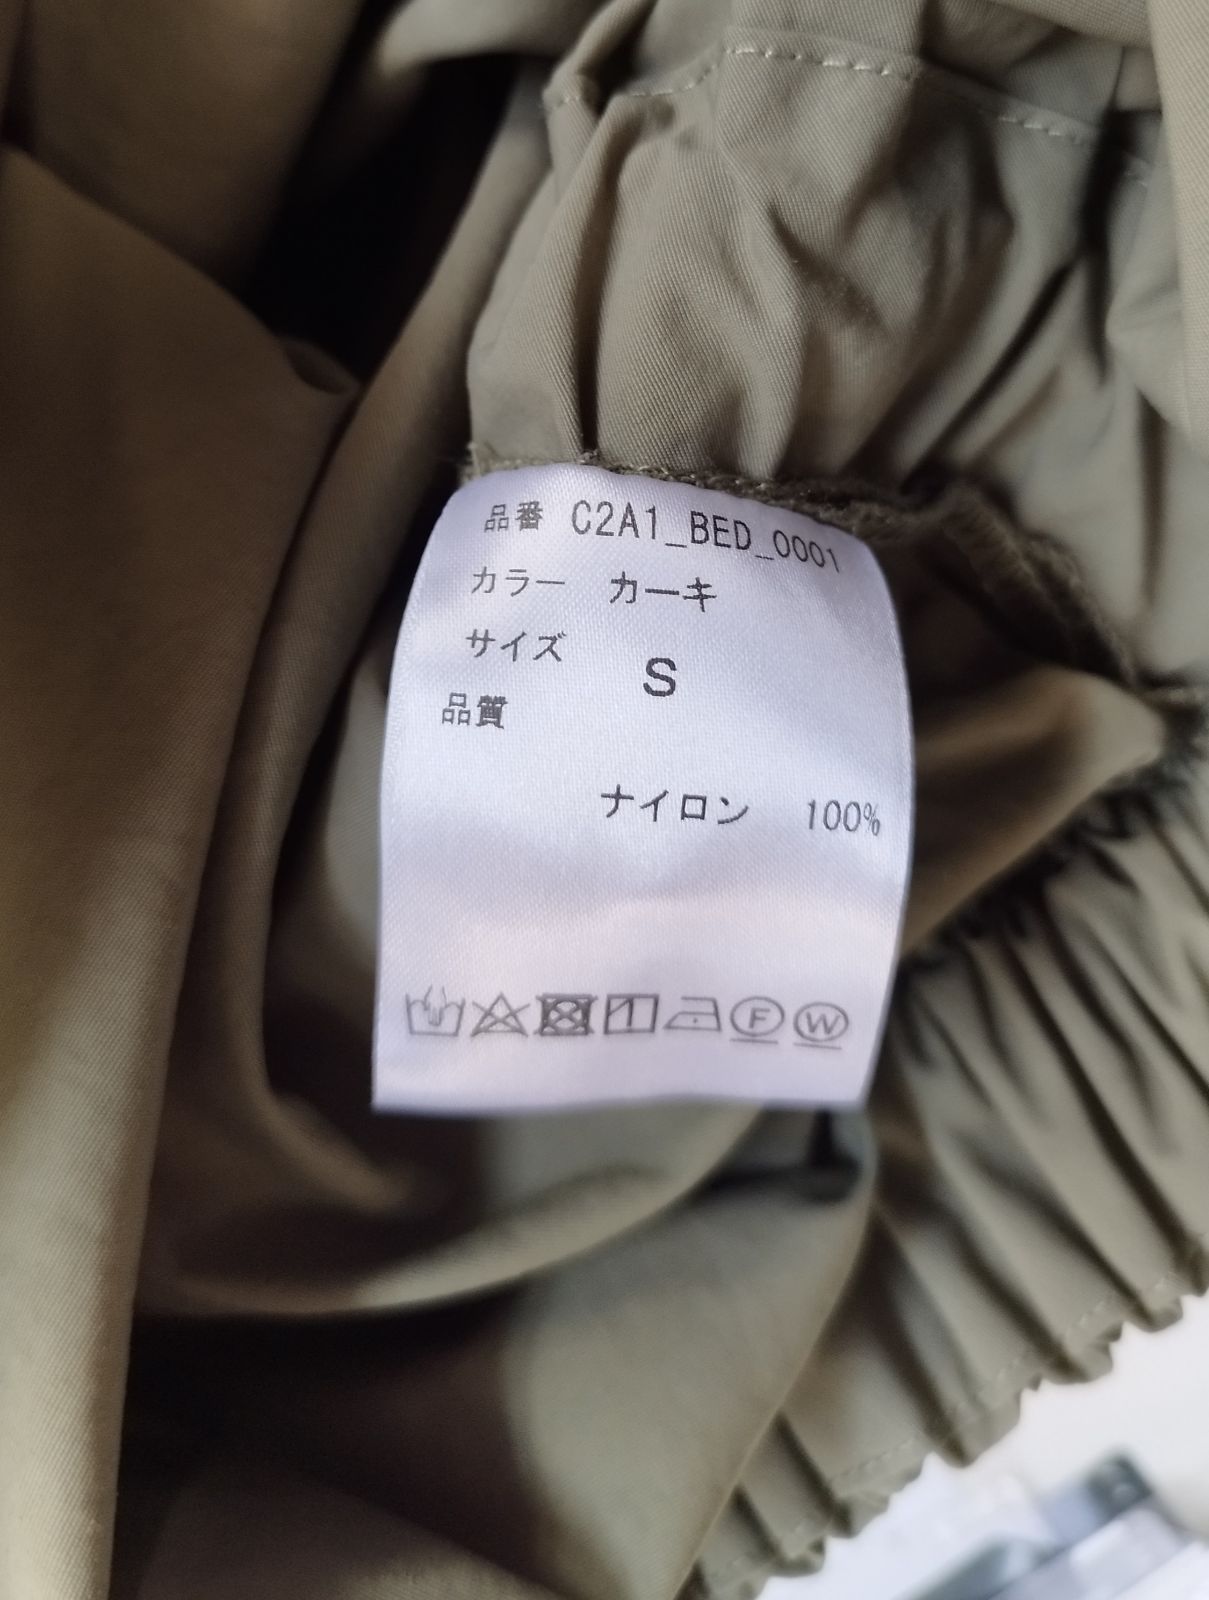 品番 C2A1_BED_0001
カラー カーキ
サイズ S
品質
ナイロン 100%
F W